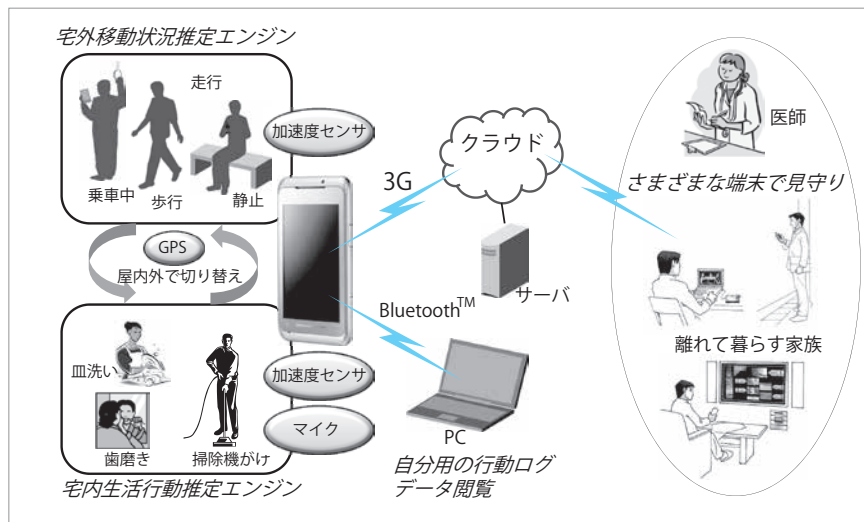 宅外移動状況推定エンジン
走行
乗車中
歩行
静止
加速度センサ
GPS
屋内外で切り替え
皿洗い
歯磨き
掃除機がけ
加速度センサ
マイク
宅内生活行動推定エンジン
3G
クラウド
サーバ
Bluetooth™
PC
自分用の行動ログ
データ閲覧
医師
さまざまな端末で見守り
離れて暮らす家族